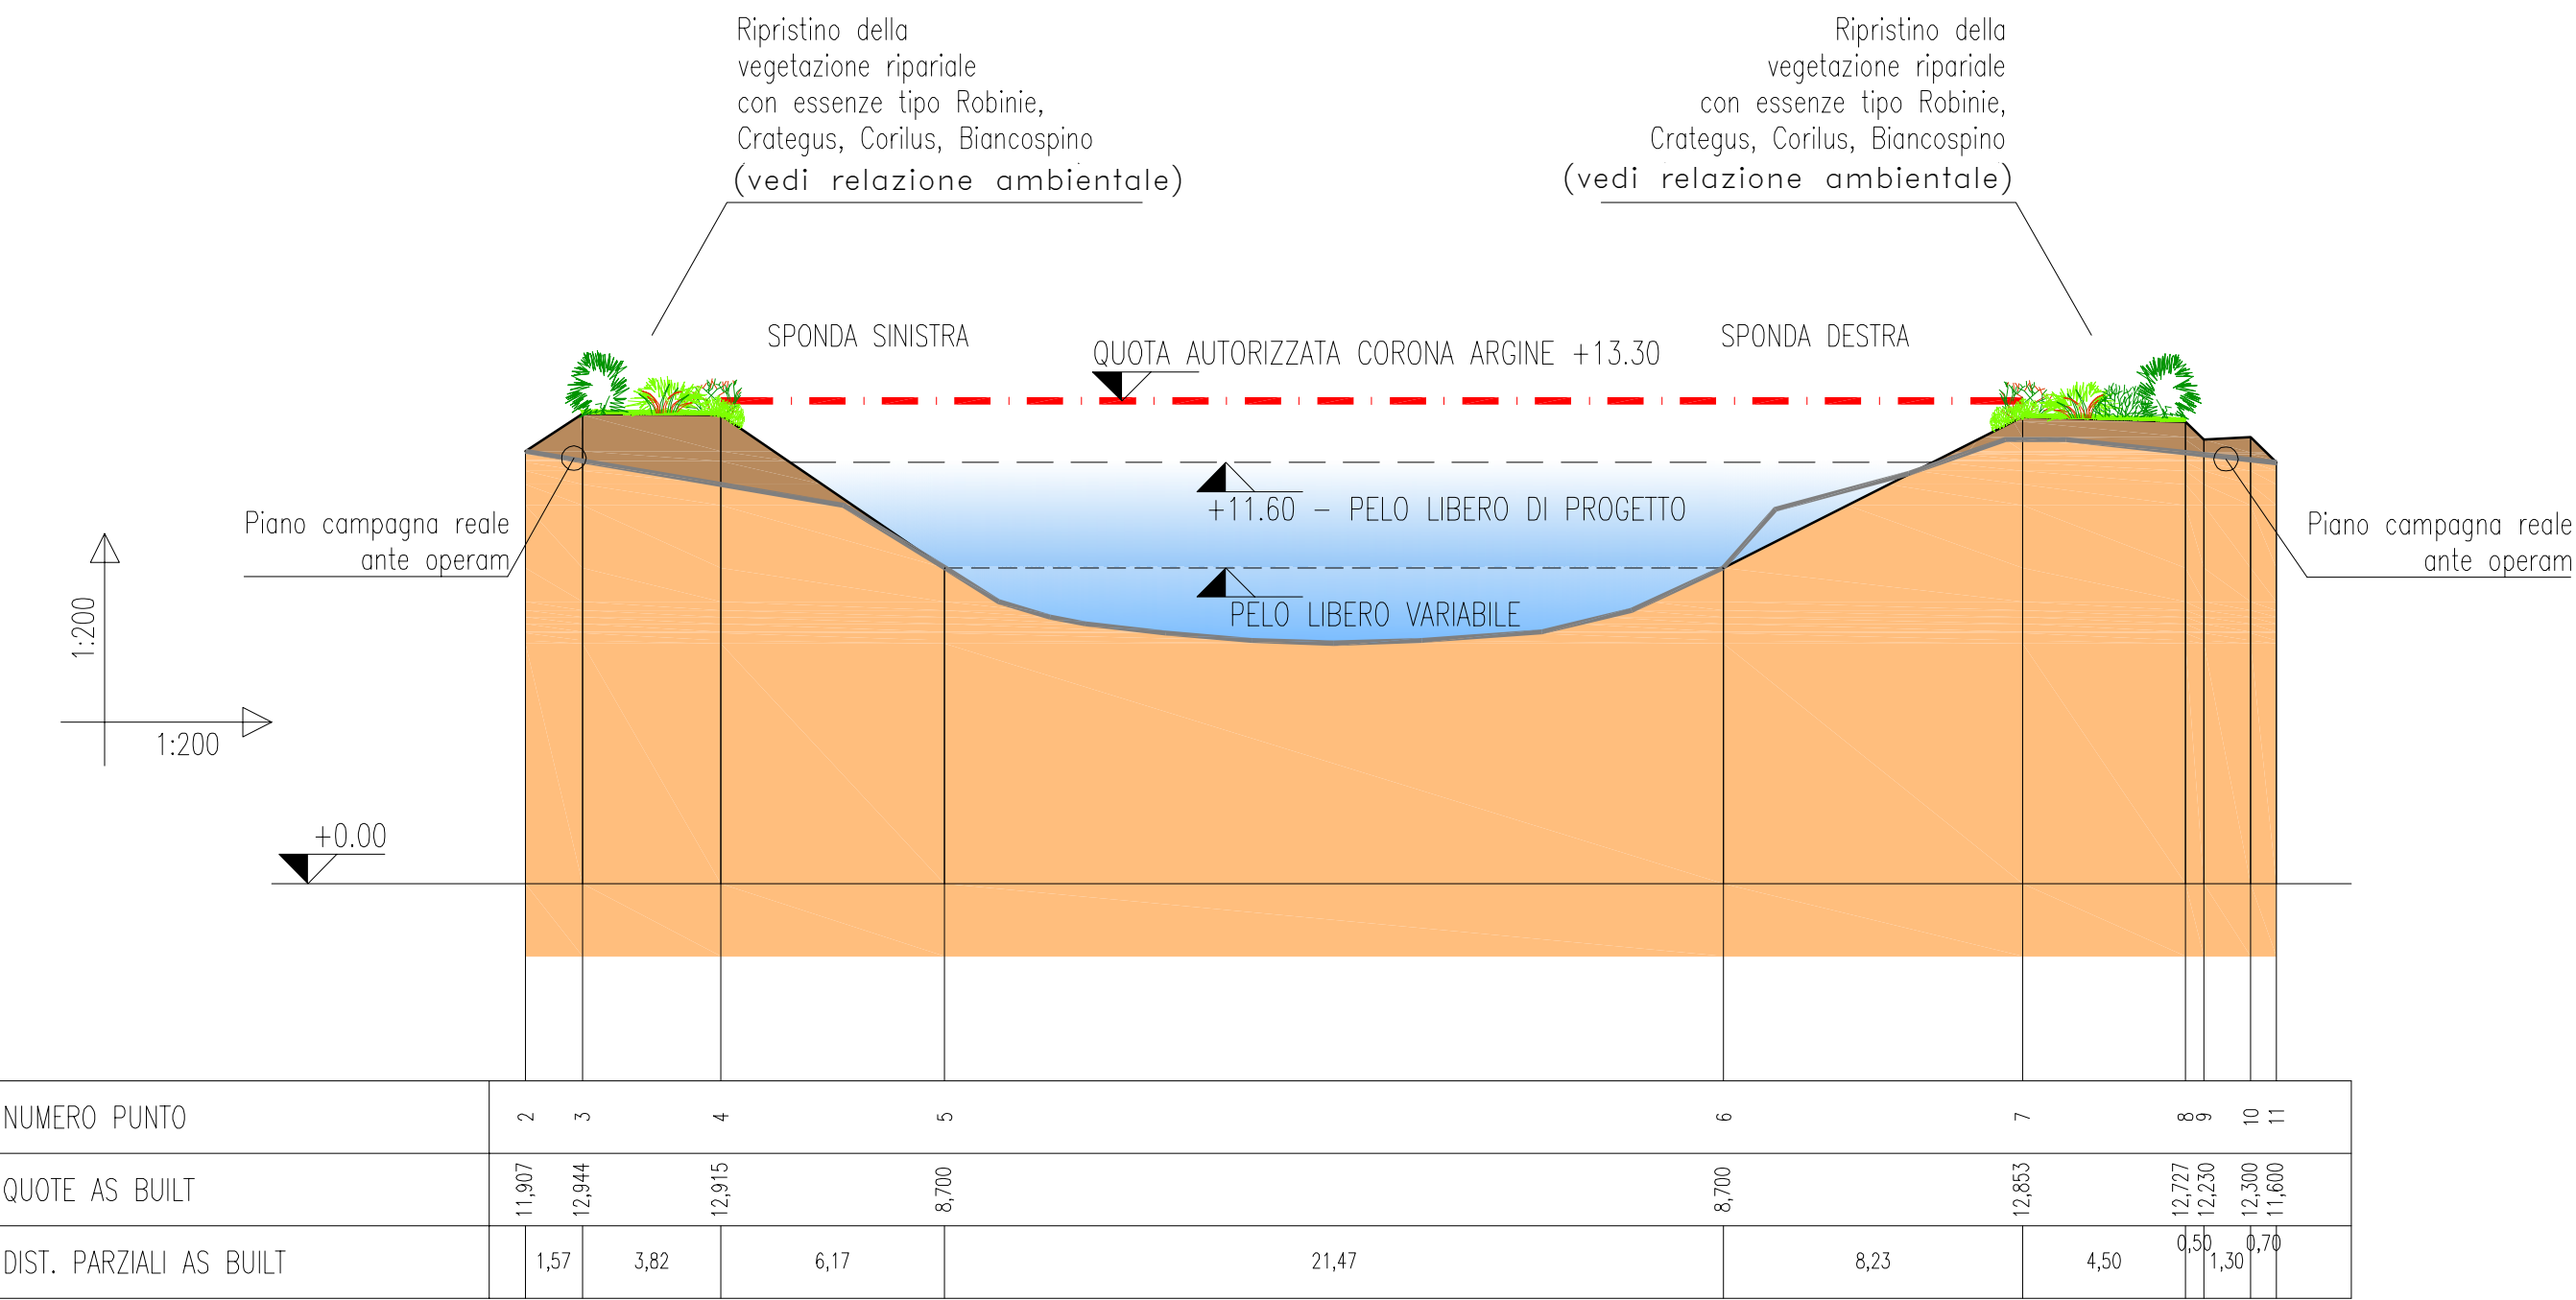 Ripristino della
vegetazione ripariale
con essenze tipo Robinie,
Crategus, Corilus, Biancospino
(vedi relazione ambientale)
Ripristino della
vegetazione ripariale
con essenze tipo Robinie,
Crategus, Corilus, Biancospino
(vedi relazione ambientale)
SPONDA SINISTRA
QUOTA AUTORIZZATA CORONA ARGINE +13.30
SPONDA DESTRA
+11.60 – PELO LIBERO DI PROGETTO
PELO LIBERO VARIABILE
Piano campagna reale
ante operam
Piano campagna reale
ante operam
1:200
1:200
+0.00
NUMERO PUNTO 2 3 4 5 6 7 8 9 10 11
QUOTE AS BUILT 11,907 12,944 12,915 8,700 8,700 12,853 12,727 12,230 12,300 11,600
DIST. PARZIALI AS BUILT 1,57 3,82 6,17 21,47 8,23 4,50 0,50 1,30 0,70